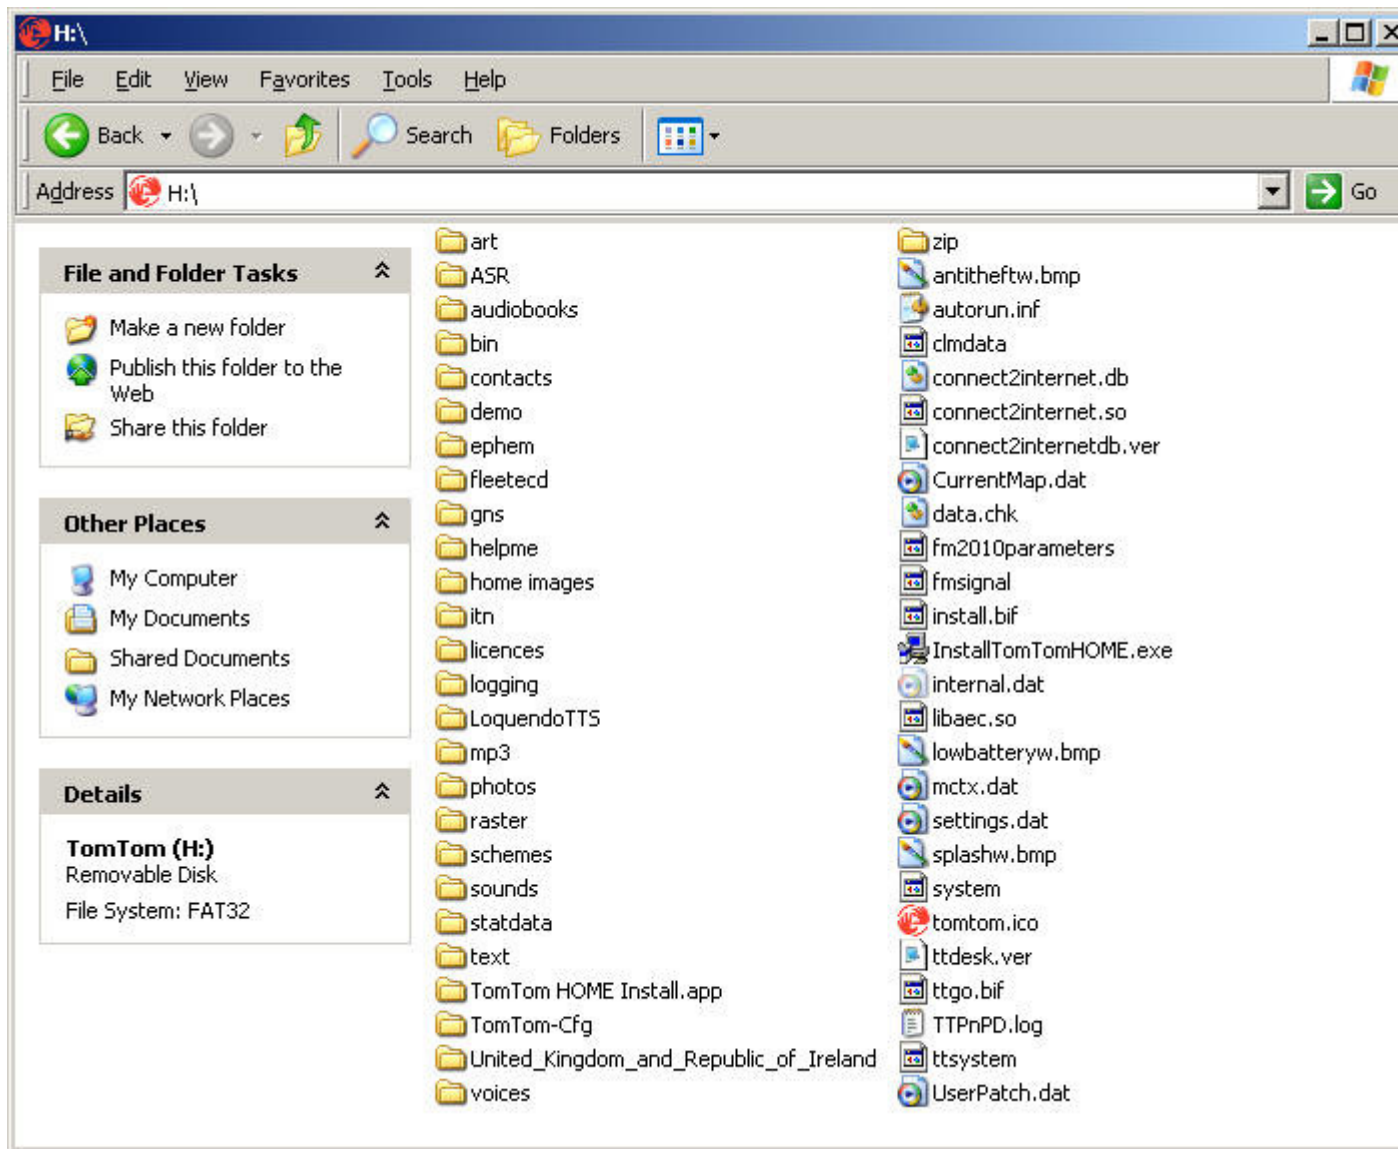 H:\
File Edit View Favorites Tools Help
Back Search Folders
Address H:\ Go
File and Folder Tasks
Make a new folder
Publish this folder to the
Web
Share this folder
Other Places
My Computer
My Documents
Shared Documents
My Network Places
Details
TomTom (H:)
Removable Disk
File System: FAT32
art
ASR
audiobooks
bin
contacts
demo
ephem
fleetecd
gns
helpme
home images
itn
licences
logging
LoquendoTTS
mp3
photos
raster
schemes
sounds
statdata
text
TomTom HOME Install.app
TomTom-Cfg
United_Kingdom_and_Republic_of_Ireland
voices
zip
antitheftw.bmp
autorun.inf
clmdata
connect2internet.db
connect2internet.so
connect2internetdb.ver
CurrentMap.dat
data.chk
fm2010parameters
fmsignal
install.bif
InstallTomTomHOME.exe
internal.dat
libaec.so
lowbatteryw.bmp
mctx.dat
settings.dat
splashw.bmp
system
tomtom.ico
ttdesk.ver
ttgo.bif
TTPnPD.log
ttsystem
UserPatch.dat